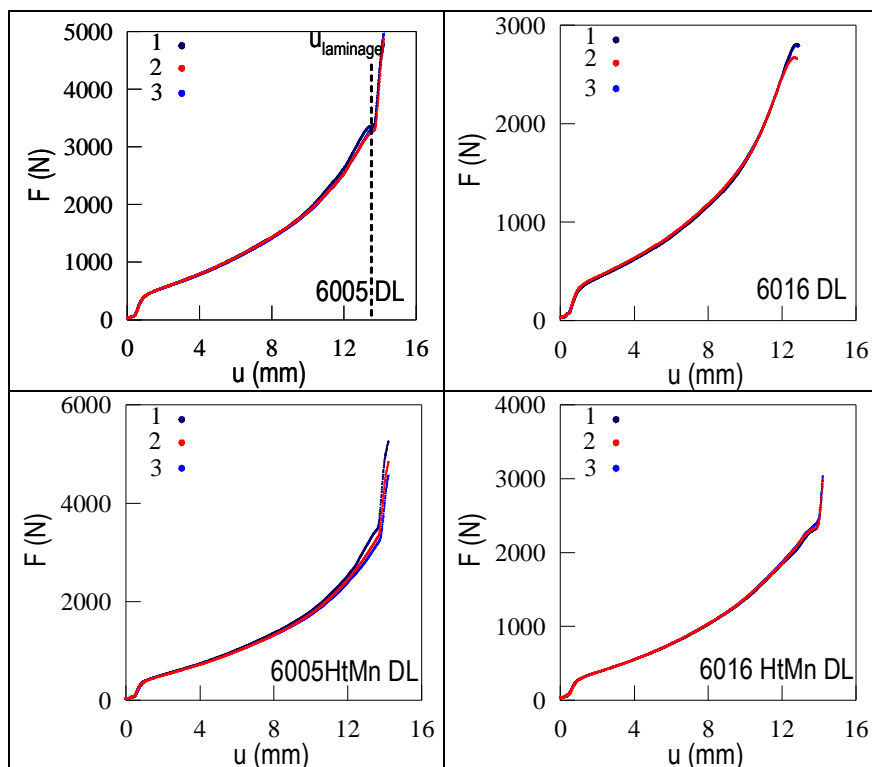 5000
4000
3000
2000
1000
0
F (N)
1
2
3
u laminage
6005 DL
0 4 8 12 16
u (mm)
3000
2000
1000
0
F (N)
1
2
3
6016 DL
0 4 8 12 16
u (mm)
6000
4000
2000
0
F (N)
1
2
3
6005HtMn DL
0 4 8 12 16
u (mm)
4000
3000
2000
1000
0
F (N)
1
2
3
6016 HtMn DL
0 4 8 12 16
u (mm)